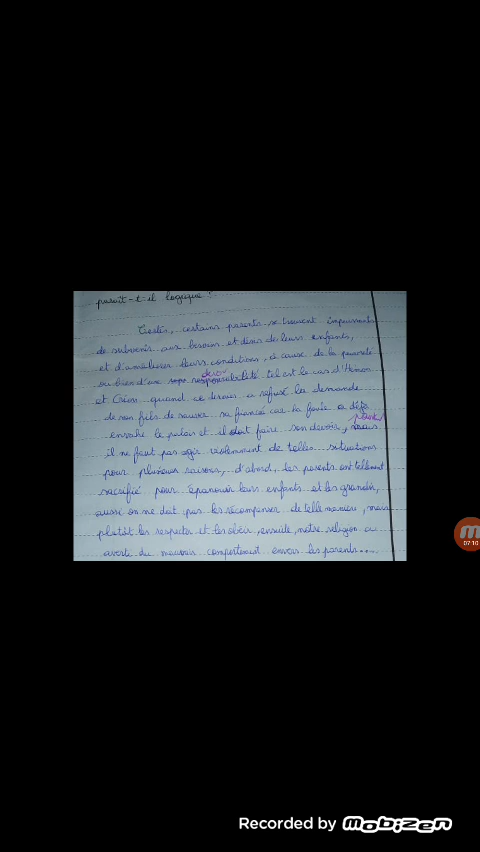 parait-t-il logique ?
Certes, certains parents se trouvent impuissants
de subvenir aux besoins et désirs de leurs enfants,
et d'améliorer leurs conditions, à cause de la pauvreté
ou bien d'une responsabilité tel est le cas d'Hémon
et Créon quand ce dernier a refusé la demande
de son fils de sauver sa fiancée car la foule a déjà
envahie le palais et il doit faire son devoir, mais
il ne faut pas agir violemment de telles situations
pour plusieurs raisons, d'abord, les parents ont tellement
sacrifié pour épanouir leurs enfants et les grandir,
aussi on ne doit pas les récompenser de telle manière, mais
plutôt les respecter et les obéir, ensuite, notre religion a
averti du mauvais comportement envers les parents....
07:10
Recorded by mobizen